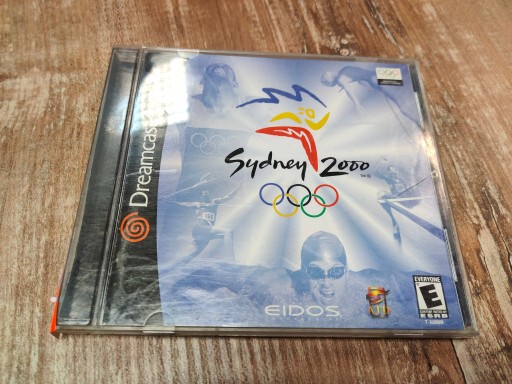 Dreamcast
Sydney 2000
EIDOS
EVERYONE
E
ESRB